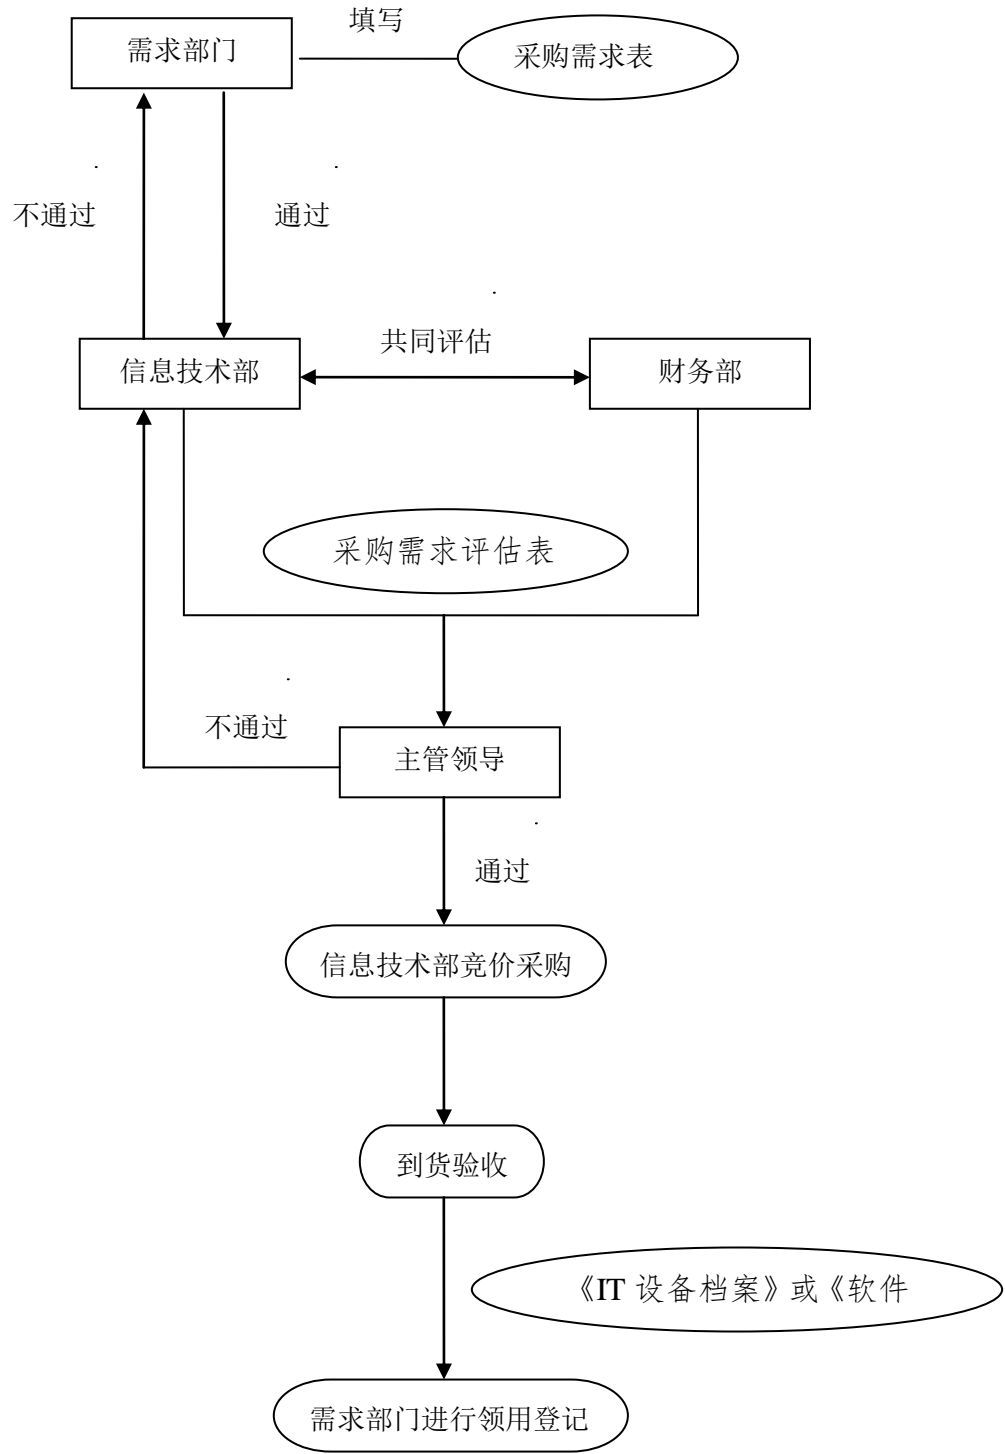 填写
需求部门
采购需求表
不通过
通过
共同评估
信息技术部
财务部
采购需求评估表
不通过
主管领导
通过
信息技术部竞价采购
到货验收
《IT 设备档案》或《软件
需求部门进行领用登记